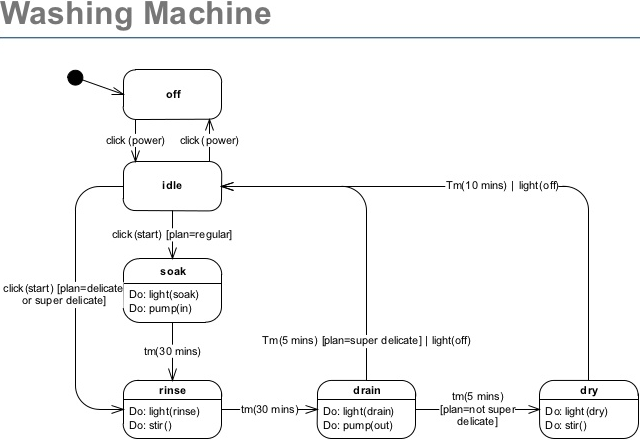 Washing Machine
off
click (power)
click (power)
idle
Tm(10 mins) | light(off)
click(start) [plan=regular]
soak
Do: light(soak)
Do: pump(in)
click(start) [plan=delicate
or super delicate]
tm(30 mins)
Tm(5 mins) [plan=super delicate] | light(off)
rinse
Do: light(rinse)
Do: stir()
tm(30 mins)
drain
Do: light(drain)
Do: pump(out)
tm(5 mins)
[plan=not super
delicate]
dry
Do: light(dry)
Do: stir()